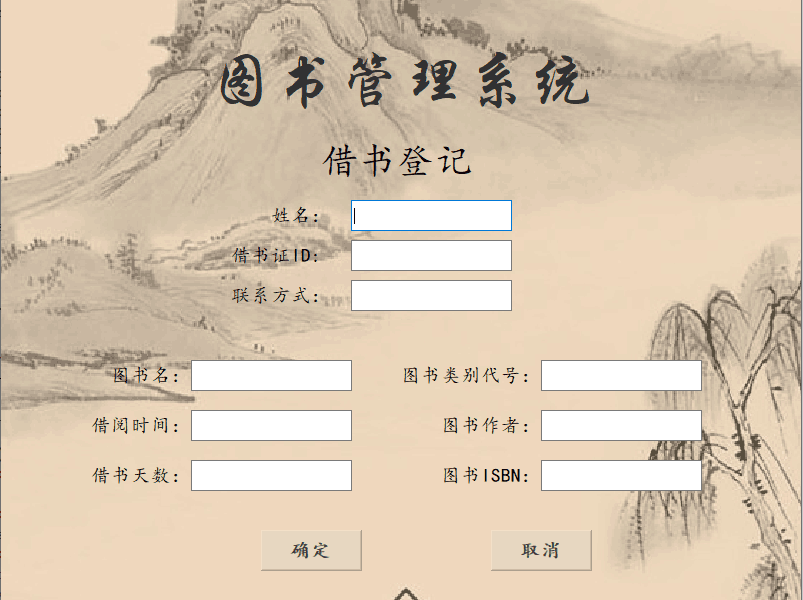 图书管理系统
借书登记
姓名：
借书证ID：
联系方式：
图书名： 图书类别代号：
借阅时间： 图书作者：
借书天数： 图书ISBN：
确定 取消